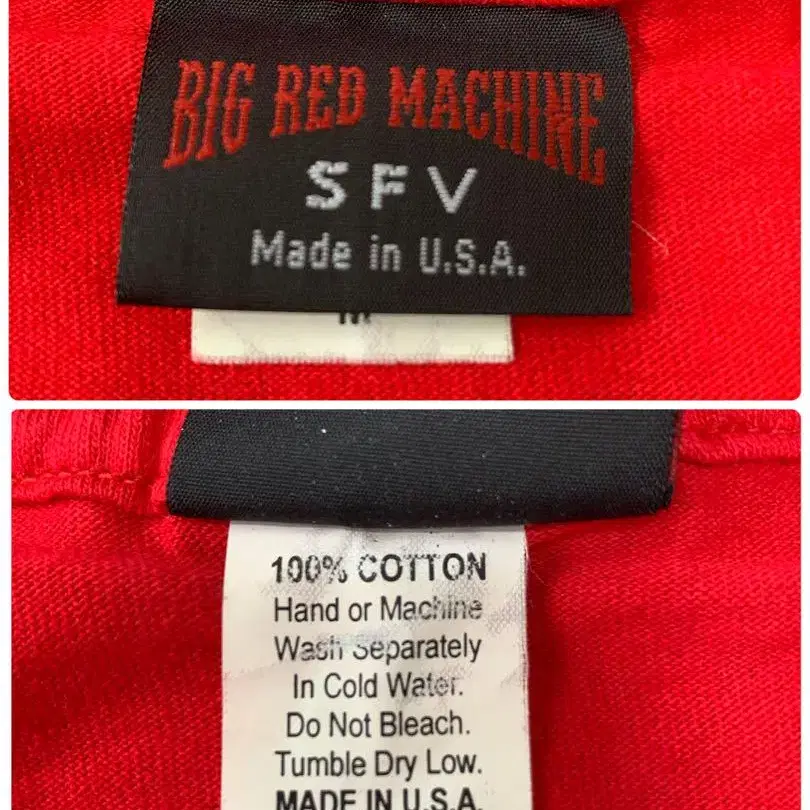 BIG RED MACHINE
SFV
Made in U.S.A.
M
100% COTTON
Hand or Machine
Wash Separately
In Cold Water.
Do Not Bleach.
Tumble Dry Low.
MADE IN U.S.A.